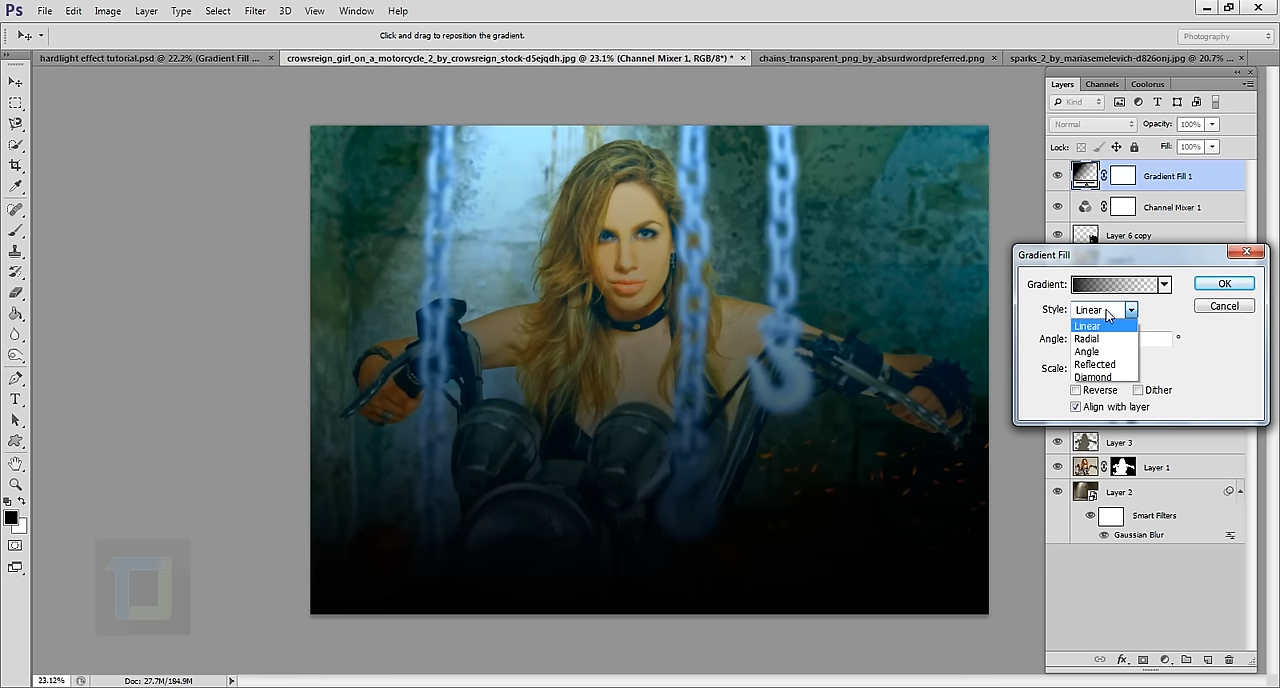 Ps File Edit Image Layer Type Select Filter 3D View Window Help
Click and drag to reposition the gradient.
Photography
hardlight effect tutorial.psd @ 22.2% (Gradient Fill ... × crowsreign_girl_on_a_motorcycle_2_by_crowsreign_stock-d5ejqdh.jpg @ 23.1% (Channel Mixer 1, RGB/8*) * × chains_transparent_png_by_absurdwordpreferred.png × sparks_2_by_mariasemelevich-d826onj.jpg @ 20.7% ... ×
Layers Channels Coolorus
Kind
Normal Opacity: 100%
Lock: Fill: 100%
Gradient Fill 1
Channel Mixer 1
Layer 6 copy
Gradient Fill
Gradient: OK
Style: Linear Cancel
Linear
Angle: Radial °
Angle
Scale: Reflected
Diamond
Reverse Dither
Align with layer
Layer 3
Layer 1
Layer 2
Smart Filters
Gaussian Blur
fx
23.12% Doc: 27.7M/184.9M